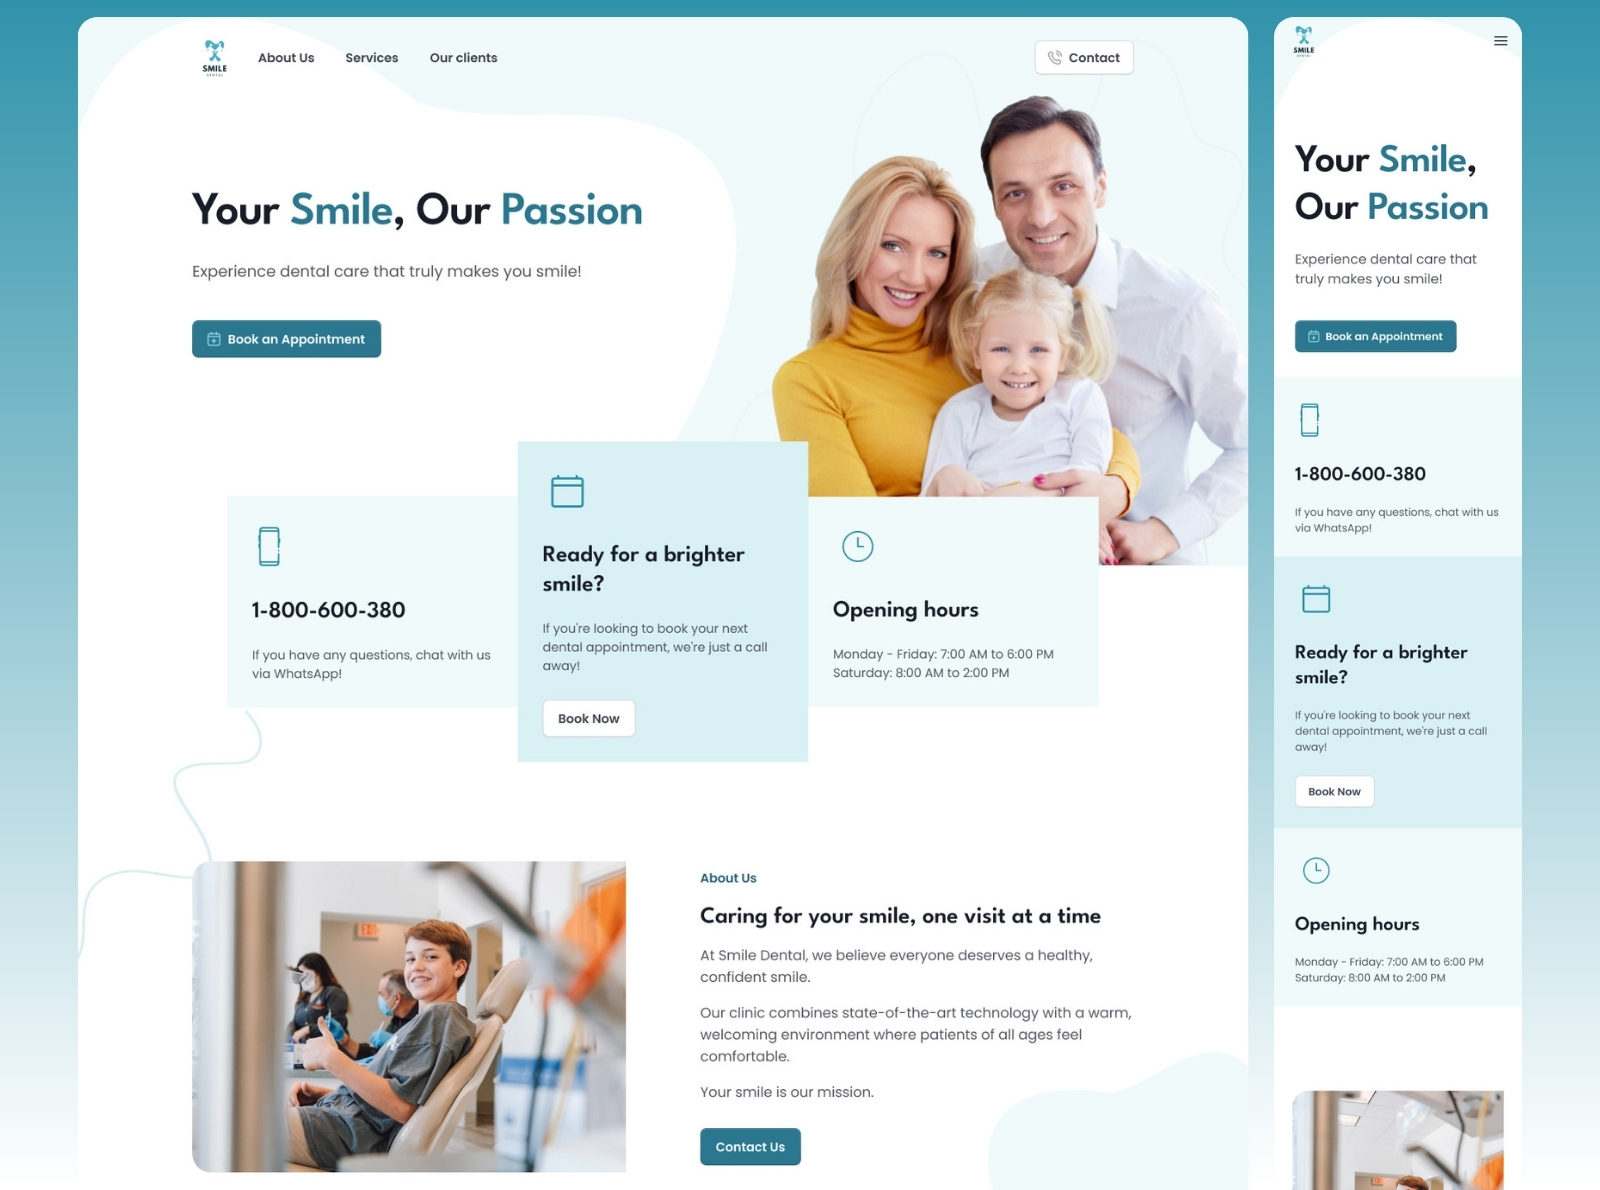 SMILE
DENTAL
About Us
Services
Our clients
Contact
Your Smile, Our Passion
Experience dental care that truly makes you smile!
Book an Appointment
1-800-600-380
If you have any questions, chat with us
via WhatsApp!
Ready for a brighter
smile?
If you're looking to book your next
dental appointment, we're just a call
away!
Book Now
Opening hours
Monday - Friday: 7:00 AM to 6:00 PM
Saturday: 8:00 AM to 2:00 PM
EXIT
About Us
Caring for your smile, one visit at a time
At Smile Dental, we believe everyone deserves a healthy,
confident smile.
Our clinic combines state-of-the-art technology with a warm,
welcoming environment where patients of all ages feel
comfortable.
Your smile is our mission.
Contact Us
SMILE
DENTAL
Your Smile,
Our Passion
Experience dental care that
truly makes you smile!
Book an Appointment
1-800-600-380
If you have any questions, chat with us
via WhatsApp!
Ready for a brighter
smile?
If you're looking to book your next
dental appointment, we're just a call
away!
Book Now
Opening hours
Monday - Friday: 7:00 AM to 6:00 PM
Saturday: 8:00 AM to 2:00 PM